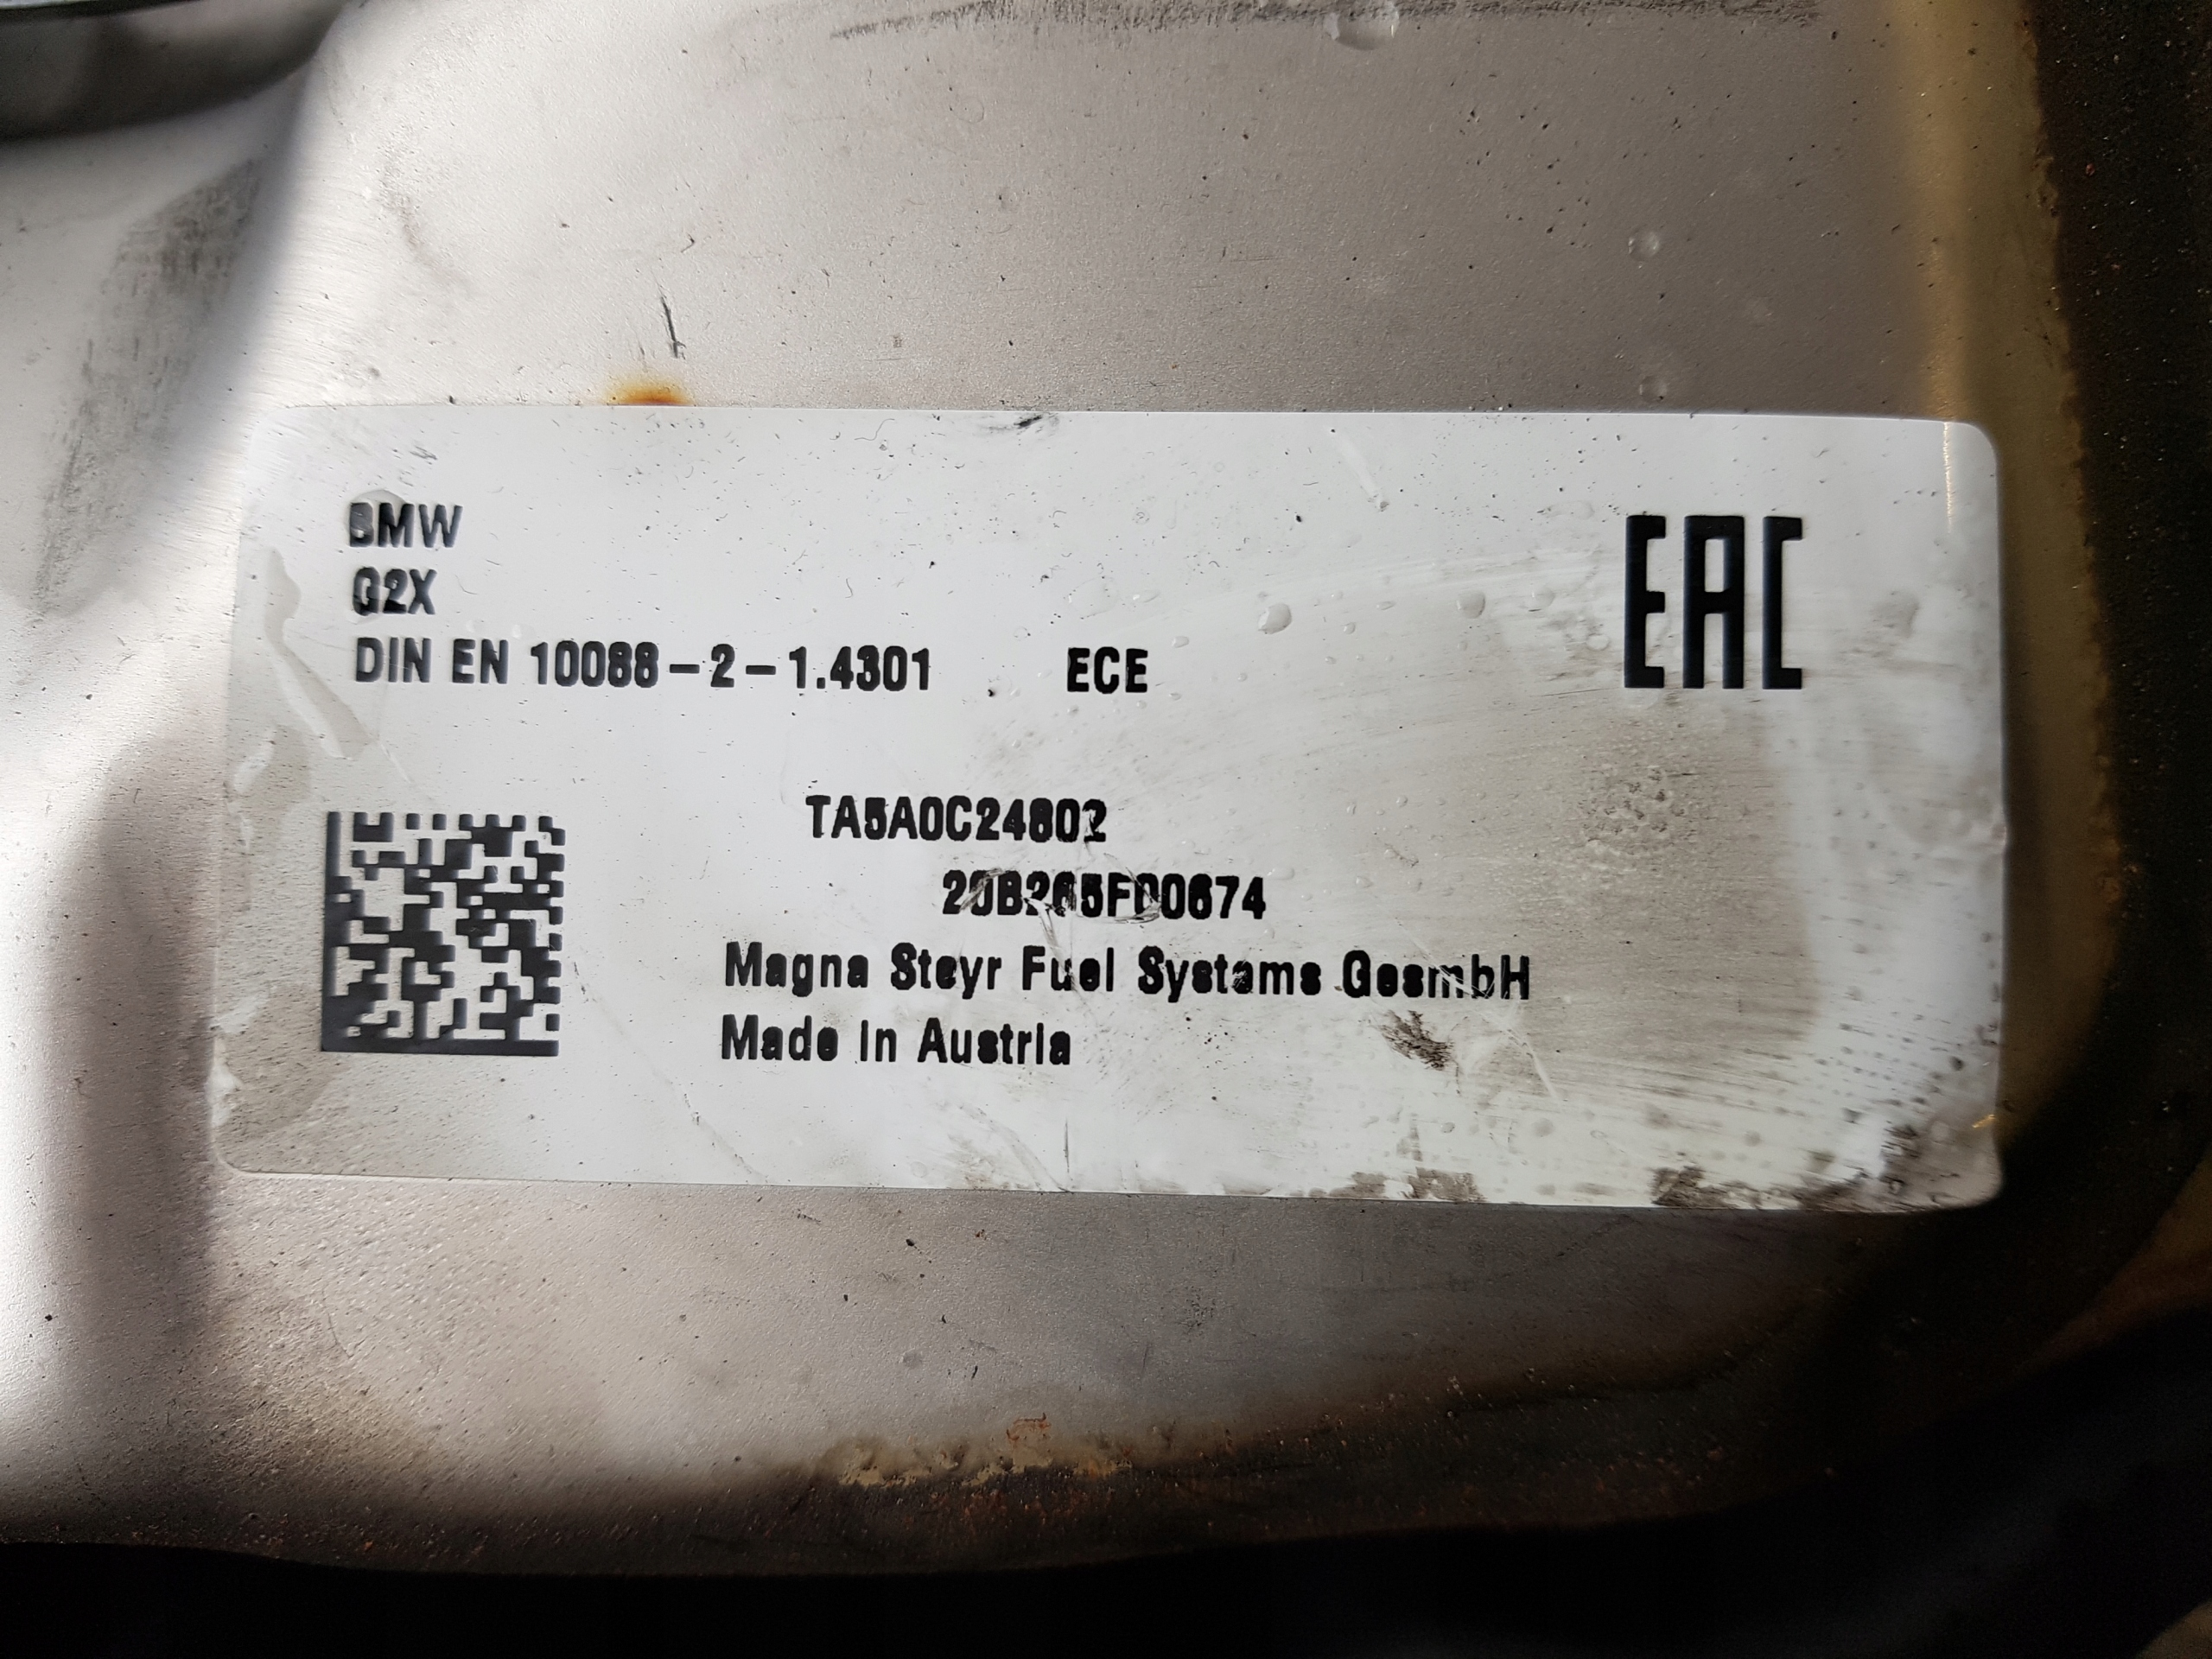 BMW
G2X
DIN EN 10088-2-1.4301 ECE
EAC
TA5A0C24802
Magna Steyr Fuel Systems GesmbH
Made in Austria